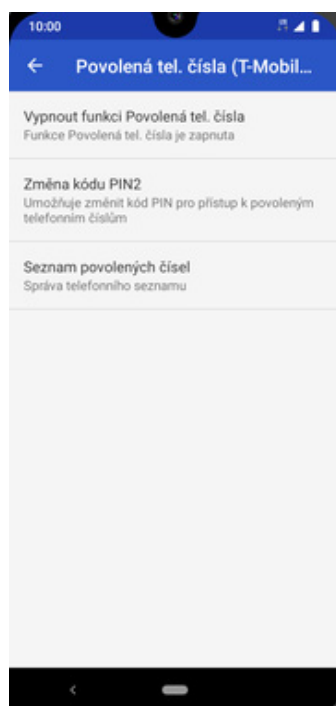 10:00
Povolená tel. čísla (T-Mobil...
Vypnout funkci Povolená tel. čísla
Funkce Povolená tel. čísla je zapnuta
Změna kódu PIN2
Umožňuje změnit kód PIN pro přístup k povoleným
telefonním číslům
Seznam povolených čísel
Správa telefonního seznamu